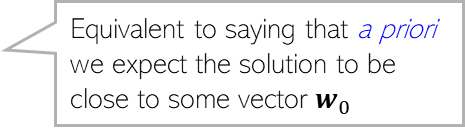 Equivalent to saying that a priori
we expect the solution to be
close to some vector w₀